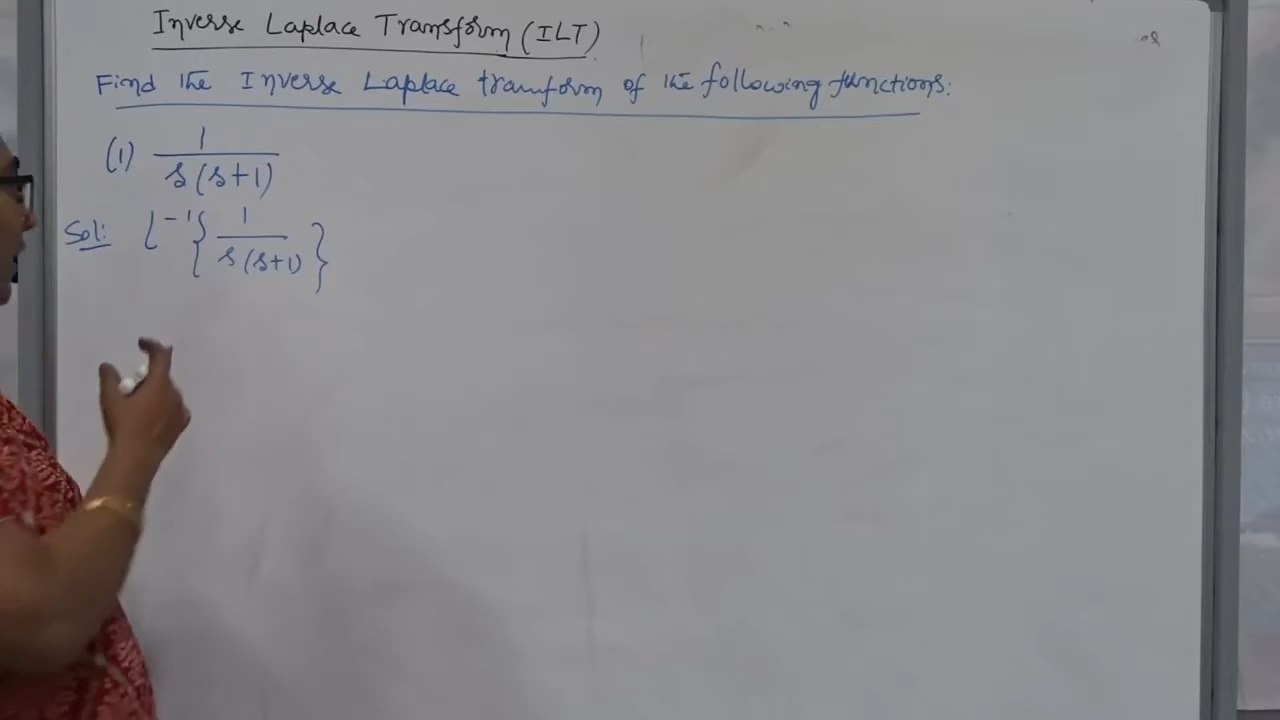 Inverse Laplace Transform (ILT)
Find the Inverse Laplace transform of the following functions:
(1) 1/s(s+1)
Sol: L⁻¹{1/s(s+1)}